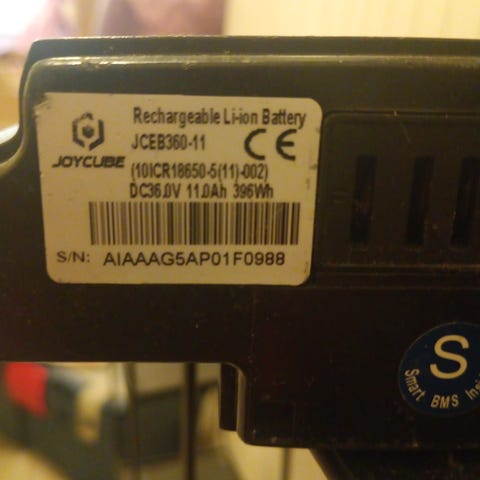 Rechargeable Li-ion Battery
JCEB360-11
CE
JOYCUBE
(10ICR18650-5(11)-002)
DC36.0V 11.0Ah 396Wh
S/N: AIAAAG5AP01F0988
S
Smart BMS